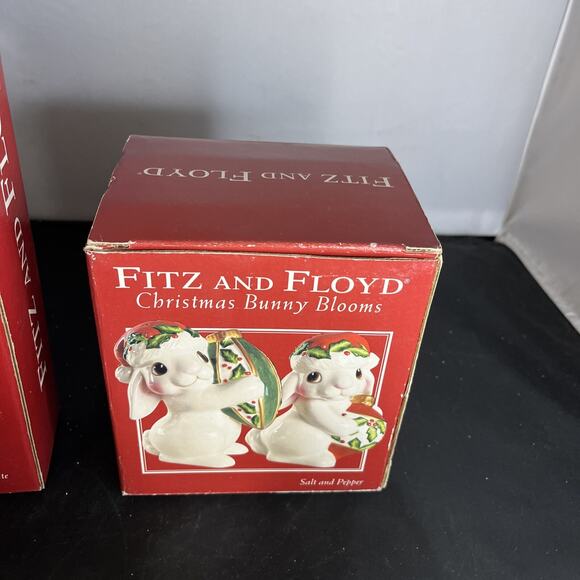 FITZ AND FLOYD®
FITZ AND FLOYD®
Christmas Bunny Blooms
Salt and Pepper
FITZ AND FL